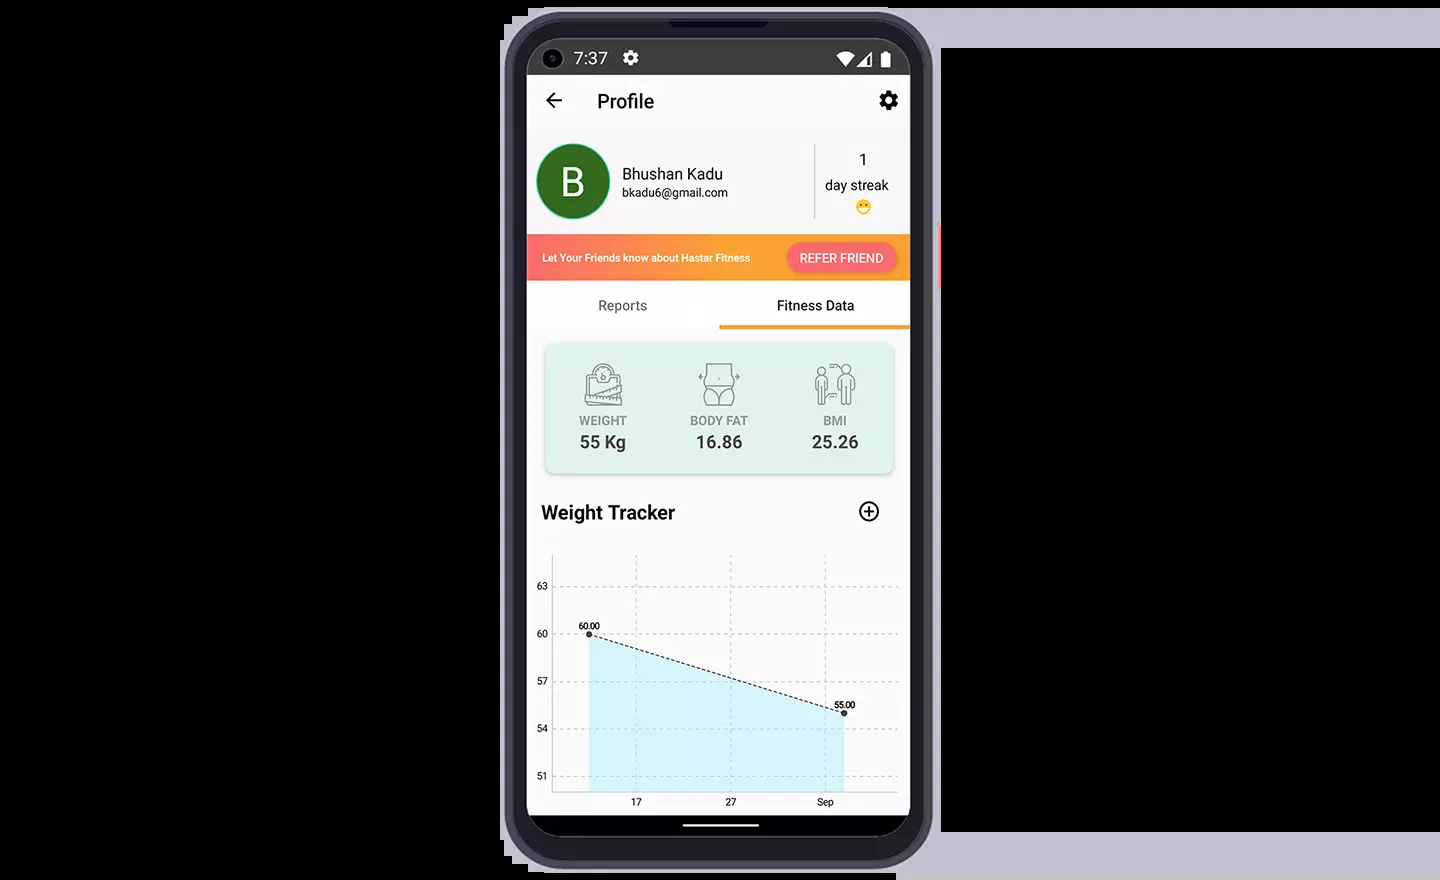 7:37
Profile
B
Bhushan Kadu
bkadu6@gmail.com
1
day streak
Let Your Friends know about Hastar Fitness
REFER FRIEND
Reports
Fitness Data
WEIGHT
55 Kg
BODY FAT
16.86
BMI
25.26
Weight Tracker
63
60.00
60
57
55.00
54
51
17
27
Sep